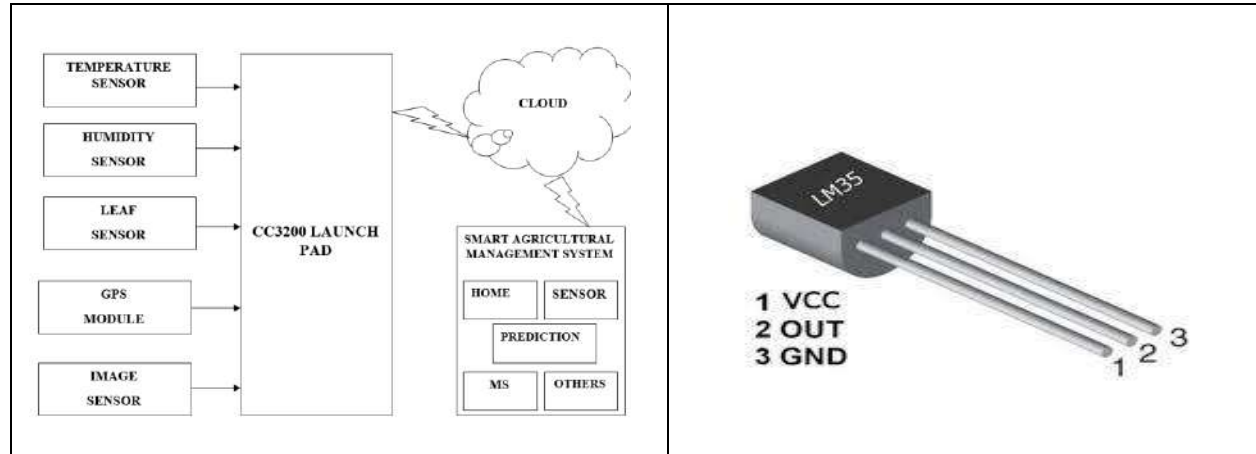 TEMPERATURE
SENSOR
HUMIDITY
SENSOR
LEAF
SENSOR
GPS
MODULE
IMAGE
SENSOR
CC3200 LAUNCH
PAD
CLOUD
SMART AGRICULTURAL
MANAGEMENT SYSTEM
HOME
SENSOR
PREDICTION
MS
OTHERS
LM35
1 VCC
2 OUT
3 GND
1
2
3